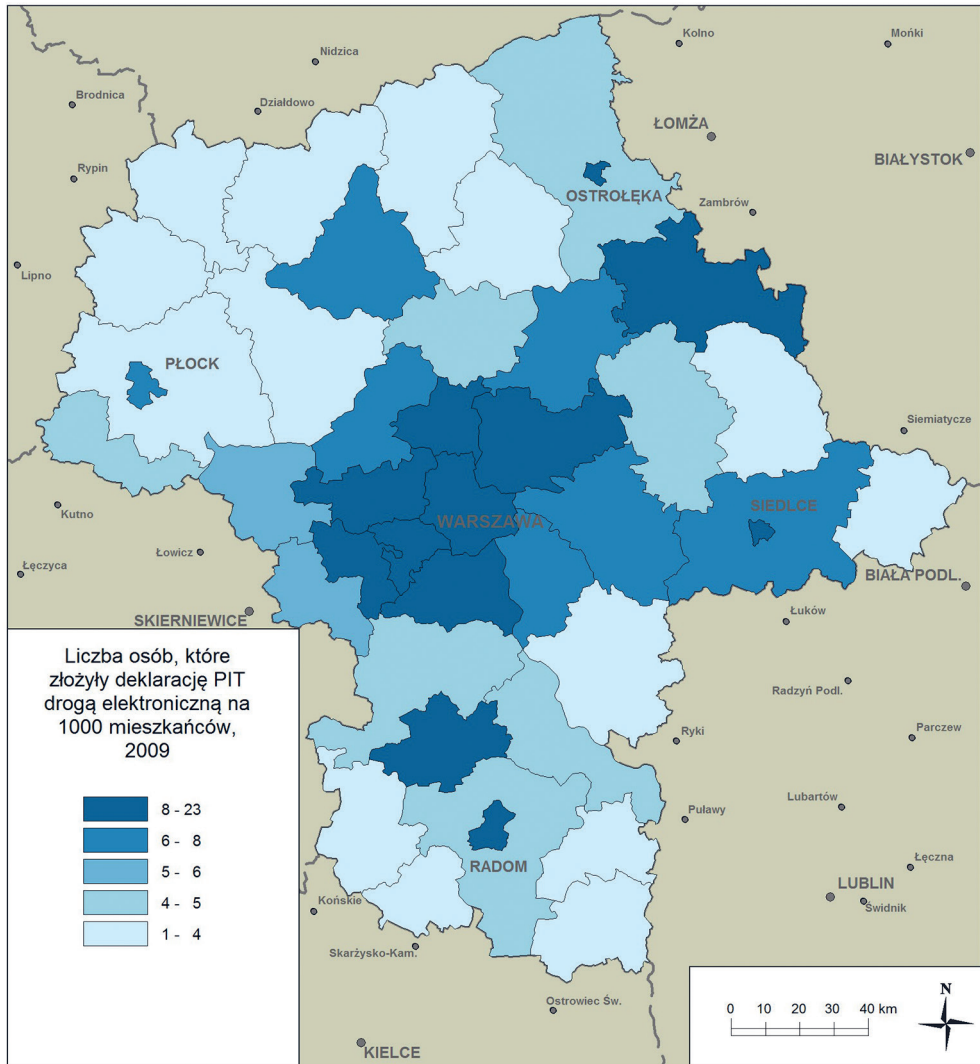 Kolno
Mońki
Nidzica
Brodnica
Działdowo
ŁOMŻA
BIAŁYSTOK
Rypin
OSTROŁĘKA
Zambrów
Lipno
PŁOCK
Siemiatycze
Kutno
SIEDLCE
WARSZAWA
Łowicz
Łęczyca
BIAŁA PODL.
SKIERNIEWICE
Łuków
Liczba osób, które
złożyły deklarację PIT
drogą elektroniczną na
1000 mieszkańców,
2009
8 - 23
6 - 8
5 - 6
4 - 5
1 - 4
Radzyń Podl.
Ryki
Parczew
Puławy
Lubartów
RADOM
Łęczna
LUBLIN
Świdnik
Końskie
Skarżysko-Kam.
Ostrowiec Św.
KIELCE
N
0 10 20 30 40 km